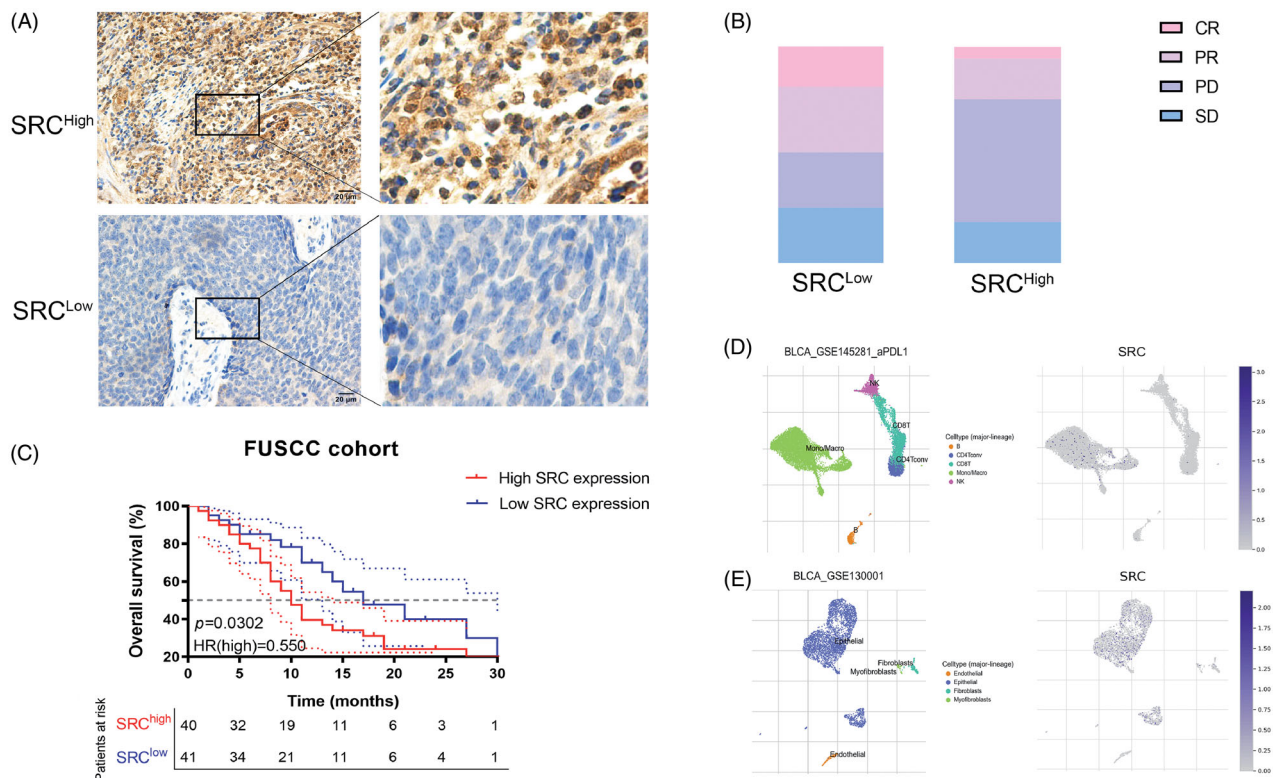 (A)
SRC^High
20 µm
SRC^Low
20 µm
(B)
CR
PR
PD
SD
SRC^Low
SRC^High
(C)
FUSCC cohort
High SRC expression
Low SRC expression
Overall survival (%)
100
80
60
40
20
p=0.0302
HR(high)=0.550
0 5 10 15 20 25 30
Time (months)
Patients at risk
SRC^high 40 32 19 11 6 3 1
SRC^low 41 34 21 11 6 4 1
(D)
BLCA_GSE145281_aPDL1
NK
CD8T
Mono/Macro
CD4Tconv
B
Celltype (major-lineage)
B
CD4Tconv
CD8T
Mono/Macro
NK
SRC
3.0
2.5
2.0
1.5
1.0
0.5
0.0
(E)
BLCA_GSE130001
Epithelial
Fibroblasts
Myofibroblasts
Endothelial
Celltype (major-lineage)
Endothelial
Epithelial
Fibroblasts
Myofibroblasts
SRC
2.00
1.75
1.50
1.25
1.00
0.75
0.50
0.25
0.00